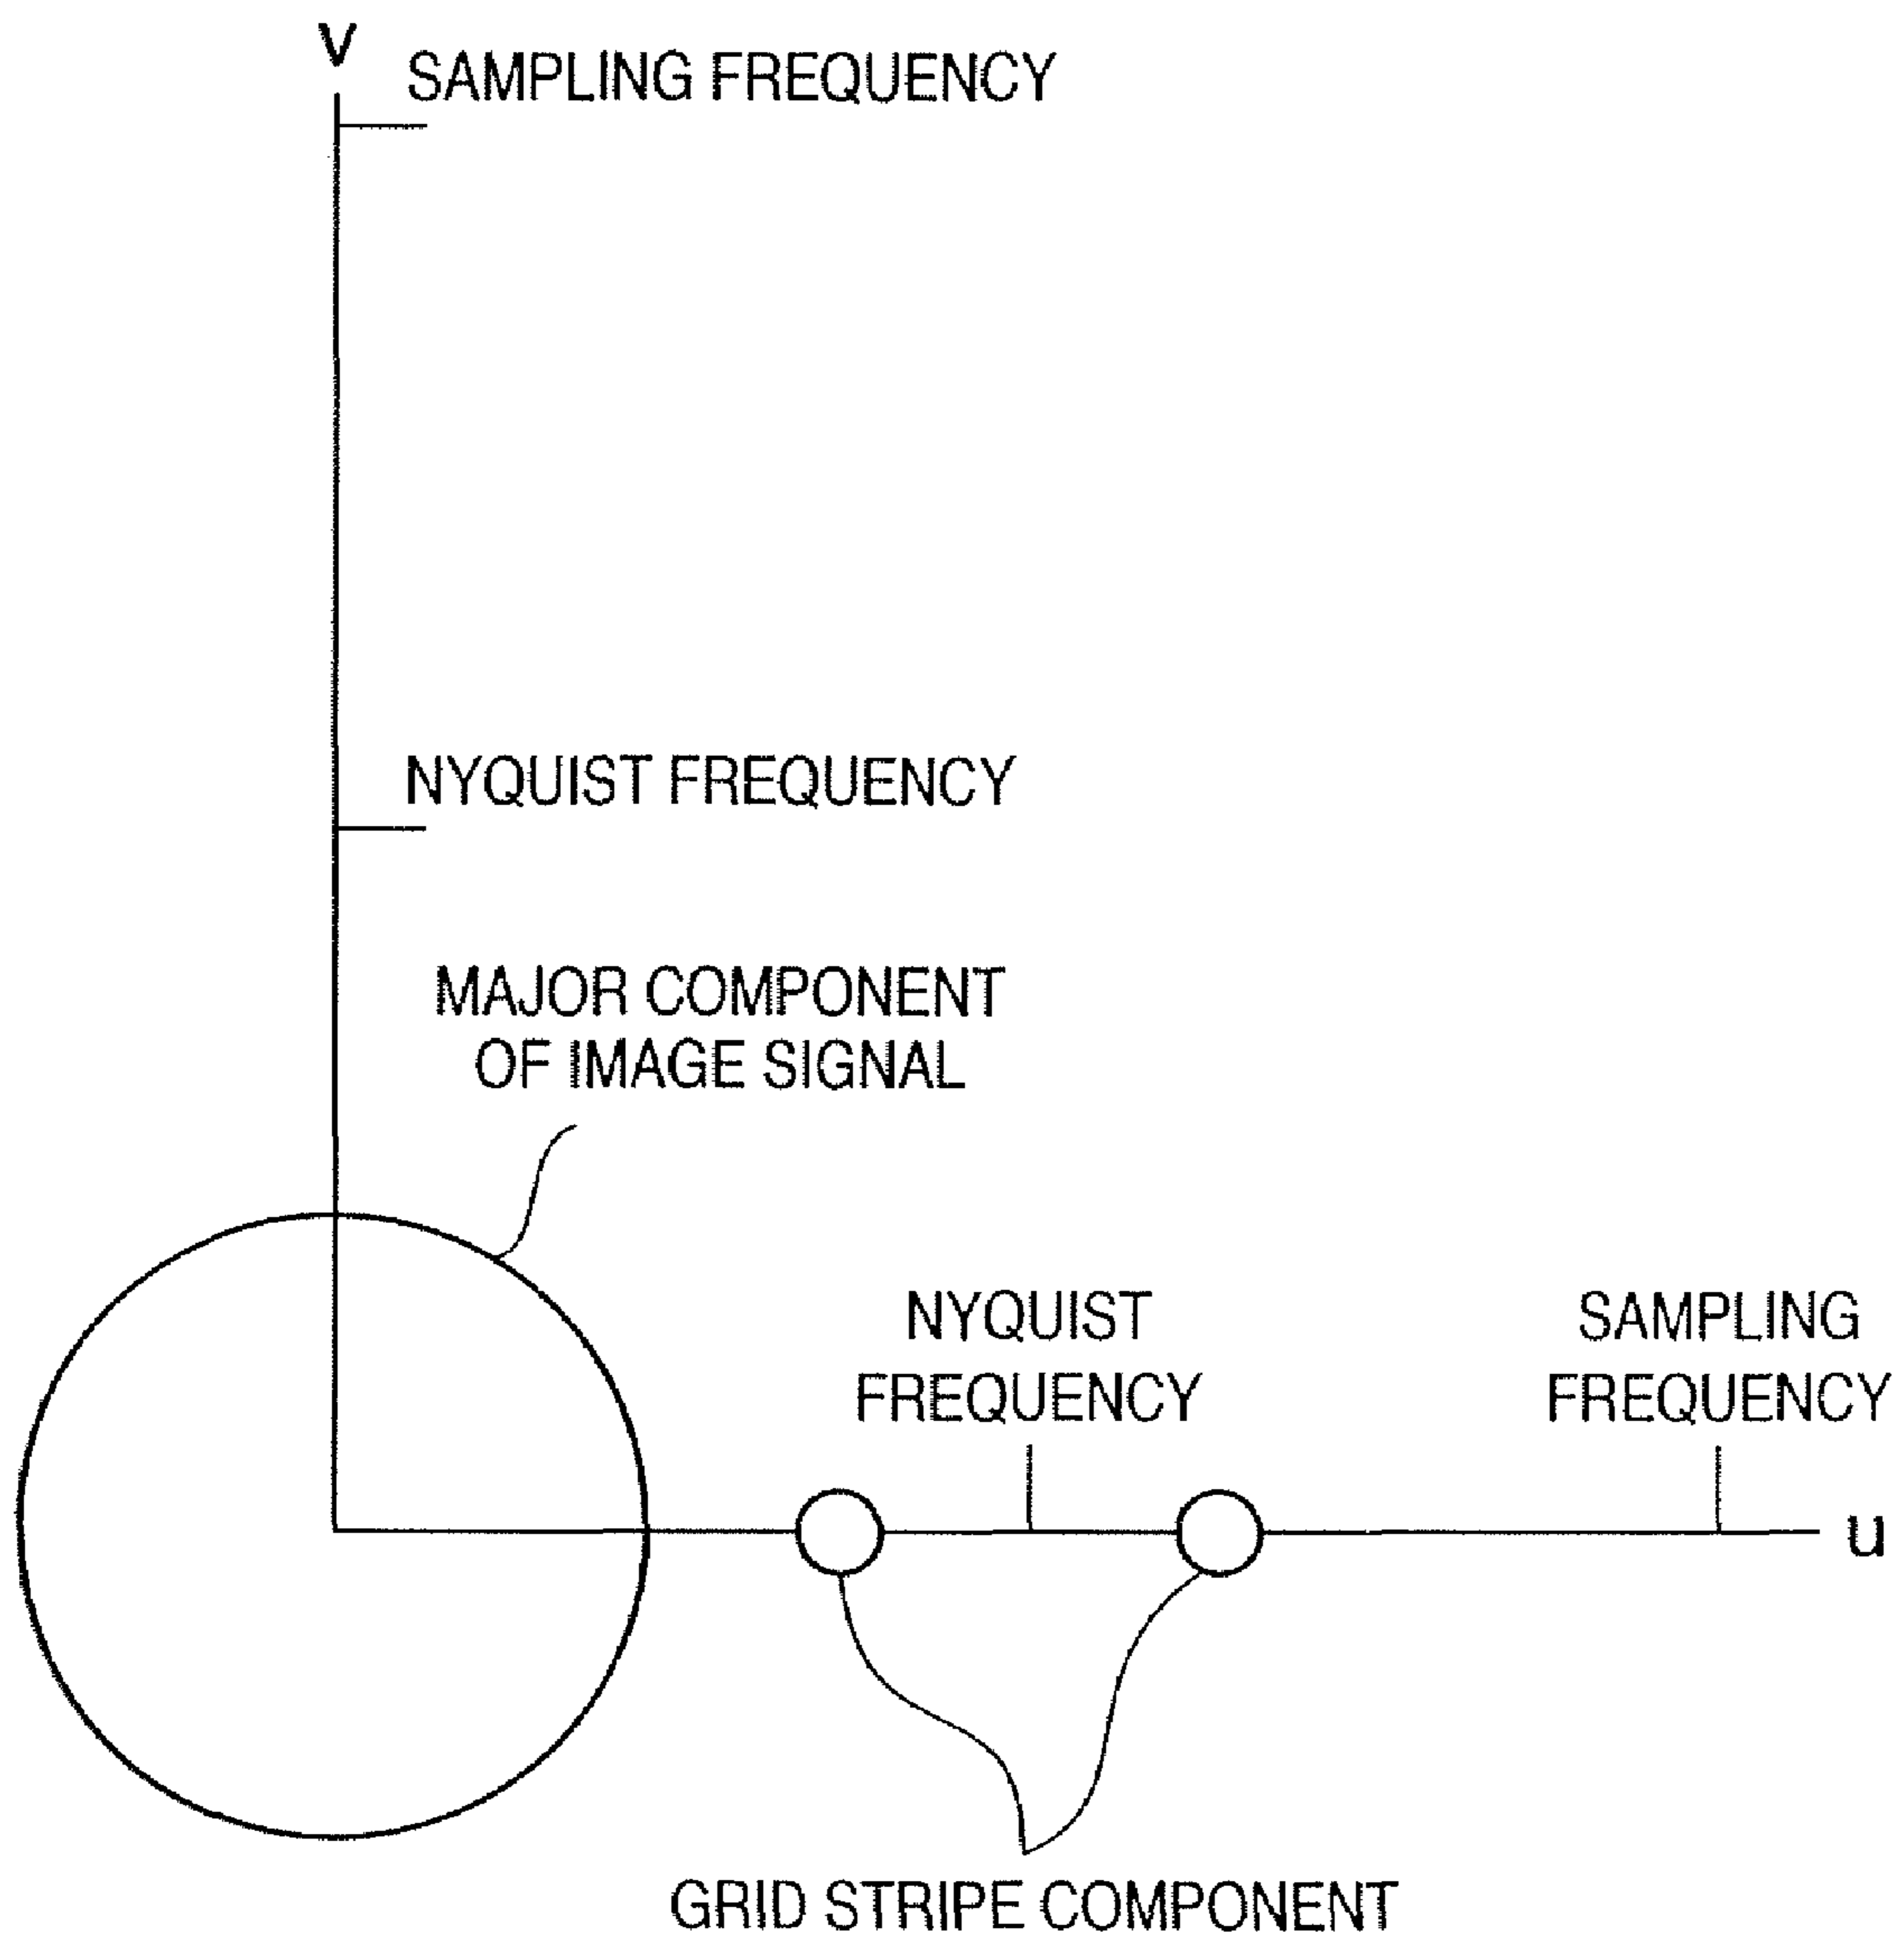 v
SAMPLING FREQUENCY
NYQUIST FREQUENCY
MAJOR COMPONENT
OF IMAGE SIGNAL
NYQUIST
FREQUENCY
SAMPLING
FREQUENCY
u
GRID STRIPE COMPONENT